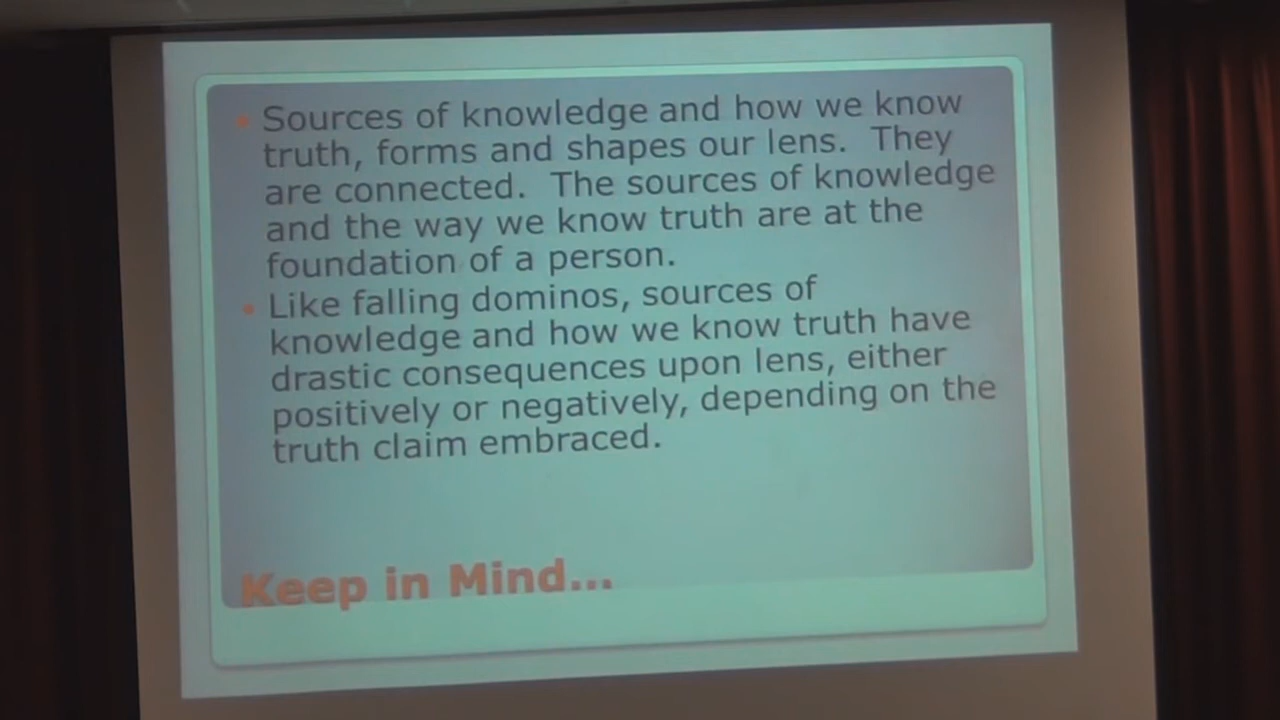 • Sources of knowledge and how we know
truth, forms and shapes our lens. They
are connected. The sources of knowledge
and the way we know truth are at the
foundation of a person.
• Like falling dominos, sources of
knowledge and how we know truth have
drastic consequences upon lens, either
positively or negatively, depending on the
truth claim embraced.
Keep in Mind...